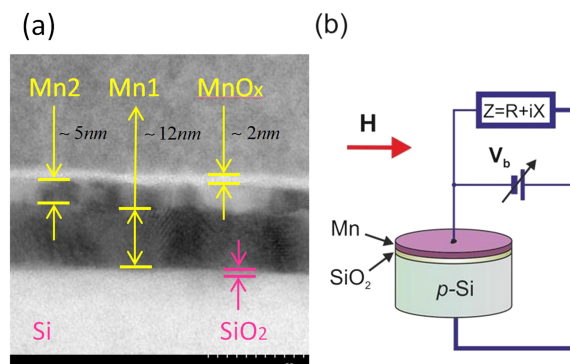 (a)
Mn2 Mn1 MnOx
~5nm ~12nm ~2nm
Si SiO2
(b)
Z=R+iX
H
Vb
Mn
SiO2
p-Si